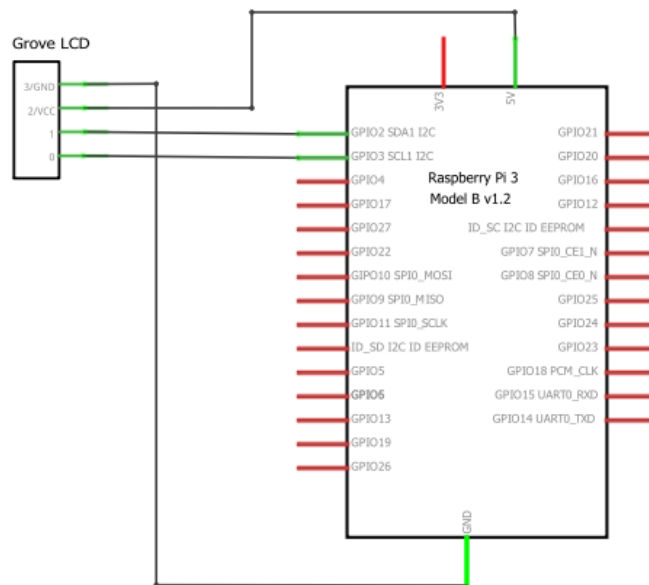 Grove LCD
3/GND
2/VCC
1
0
3V3
5V
GPIO2 SDA1 I2C
GPIO3 SCL1 I2C
GPIO4
GPIO17
GPIO27
GPIO22
GIPO10 SPI0_MOSI
GPIO9 SPI0_MISO
GPIO11 SPI0_SCLK
ID_SD I2C ID EEPROM
GPIO5
GPIO6
GPIO13
GPIO19
GPIO26
Raspberry Pi 3
Model B v1.2
GPIO21
GPIO20
GPIO16
GPIO12
ID_SC I2C ID EEPROM
GPIO7 SPI0_CE1_N
GPIO8 SPI0_CE0_N
GPIO25
GPIO24
GPIO23
GPIO18 PCM_CLK
GPIO15 UART0_RXD
GPIO14 UART0_TXD
GND